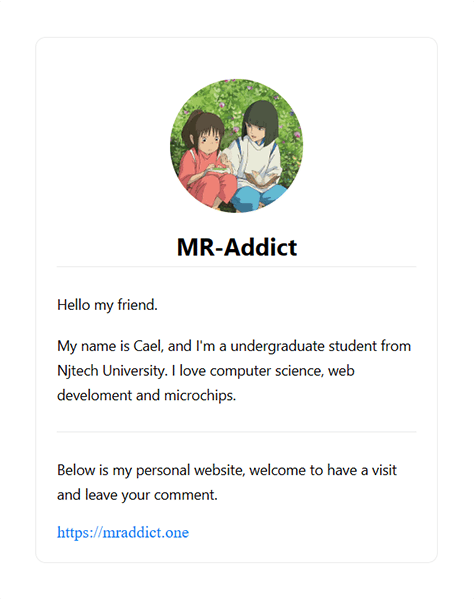 MR-Addict
Hello my friend.
My name is Cael, and I'm a undergraduate student from
Njtech University. I love computer science, web
develoment and microchips.
Below is my personal website, welcome to have a visit
and leave your comment.
https://mraddict.one